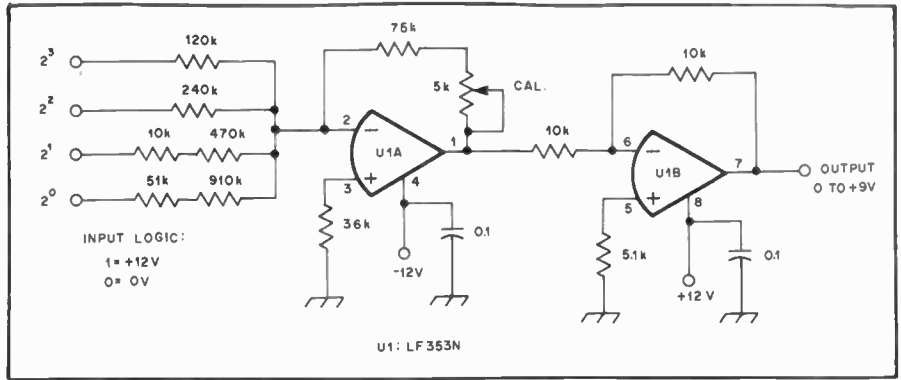 2³
120k
2²
240k
2¹
10k
470k
2⁰
51k
910k
INPUT LOGIC:
1 = +12V
0 = 0V
75k
5k
CAL.
2
−
U1A
1
3
+
4
36k
0.1
-12V
10k
10k
6
−
U1B
7
5
+
8
5.1k
0.1
+12V
OUTPUT
0 TO +9V
U1: LF353N